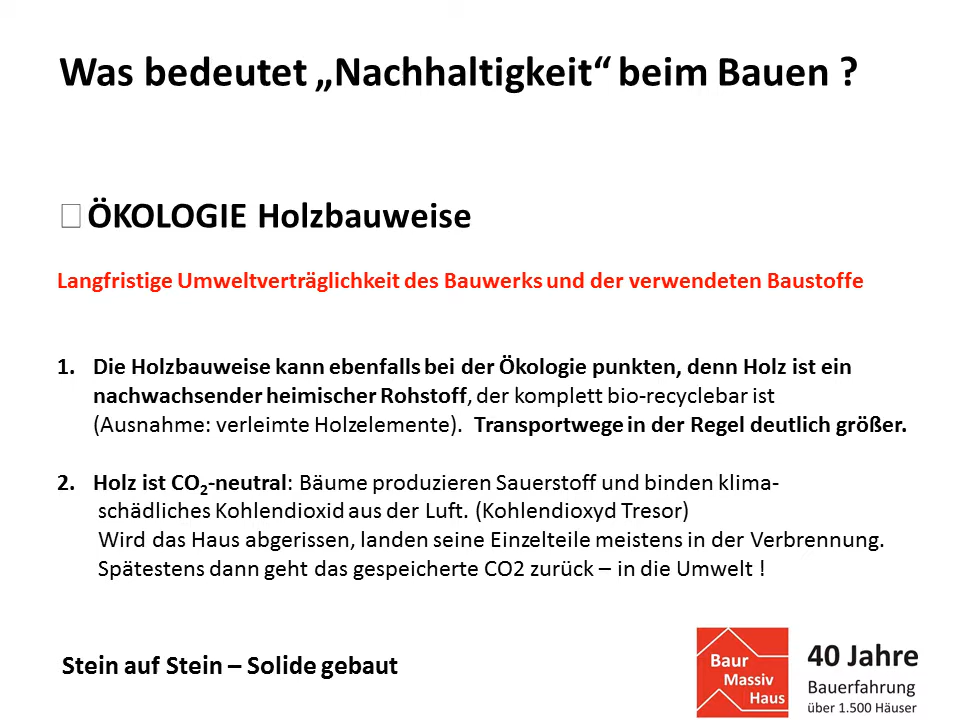 Was bedeutet „Nachhaltigkeit“ beim Bauen ?
ÖKOLOGIE Holzbauweise
Langfristige Umweltverträglichkeit des Bauwerks und der verwendeten Baustoffe
1. Die Holzbauweise kann ebenfalls bei der Ökologie punkten, denn Holz ist ein
nachwachsender heimischer Rohstoff, der komplett bio-recyclebar ist
(Ausnahme: verleimte Holzelemente). Transportwege in der Regel deutlich größer.
2. Holz ist CO₂-neutral: Bäume produzieren Sauerstoff und binden klima-
schädliches Kohlendioxid aus der Luft. (Kohlendioxyd Tresor)
Wird das Haus abgerissen, landen seine Einzelteile meistens in der Verbrennung.
Spätestens dann geht das gespeicherte CO2 zurück – in die Umwelt !
Stein auf Stein – Solide gebaut
Baur
Massiv
Haus
40 Jahre
Bauerfahrung
über 1.500 Häuser